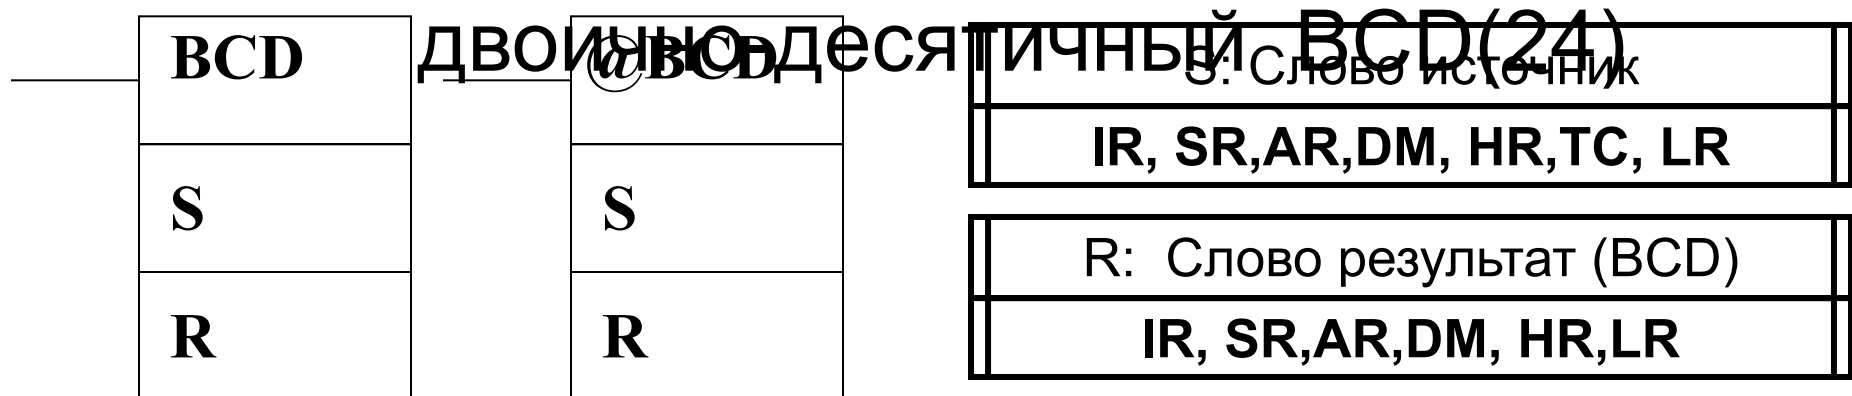 двоично-десятичный BCD(24)
BCD
S
R
@BCD
S
R
S: Слово источник
IR, SR,AR,DM, HR,TC, LR
R: Слово результат (BCD)
IR, SR,AR,DM, HR,LR